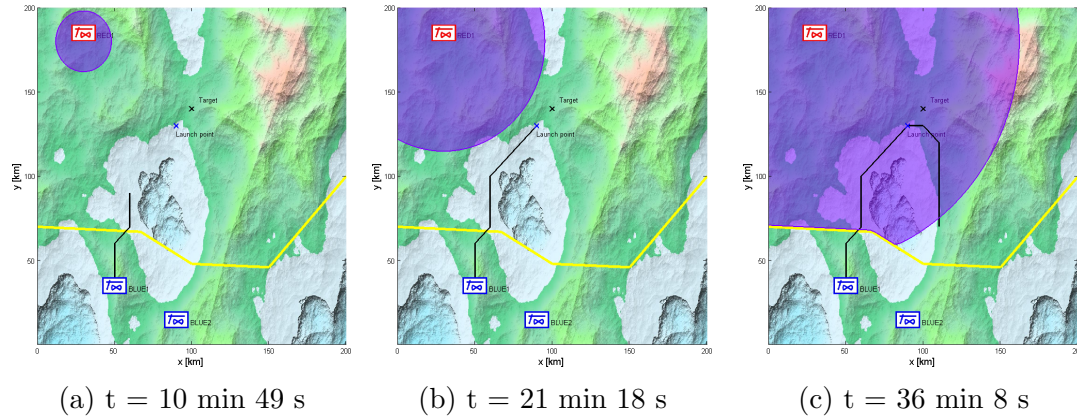 200
150
100
50
0
y [km]
RED1
Target
Launch point
BLUE1
BLUE2
0
50
100
150
200
x [km]
(a) t = 10 min 49 s
200
150
100
50
0
y [km]
RED1
Target
Launch point
BLUE1
BLUE2
0
50
100
150
200
x [km]
(b) t = 21 min 18 s
200
150
100
50
0
y [km]
RED1
Target
Launch point
BLUE1
BLUE2
0
50
100
150
200
x [km]
(c) t = 36 min 8 s